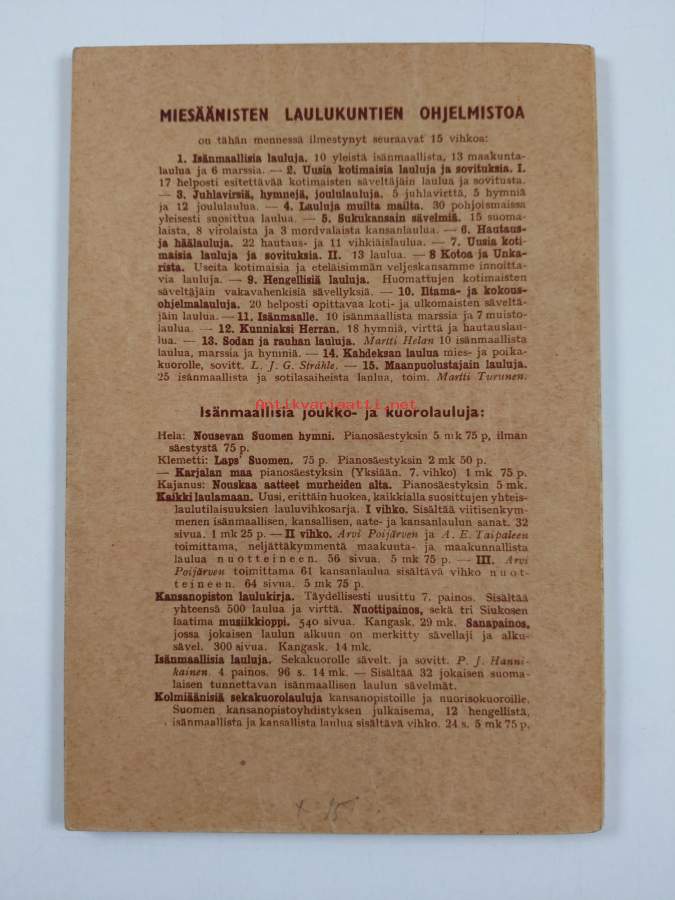 MIESÄÄNISTEN LAULUKUNTIEN OHJELMISTOA
on tähän mennessä ilmestynyt seuraavat 15 vihkoa:
1. Isänmaallisia lauluja. 10 yleistä isänmaallista, 13 maakunta-
laulua ja 6 marssia. — 2. Uusia kotimaisia lauluja ja sovituksia. I.
17 helposti esitettävää kotimaisten säveltäjäin laulua ja sovitusta.
— 3. Juhlavirsiä, hymnejä, joululauluja. 5 juhlavirttä, 5 hymniä
ja 12 joululaulua. — 4. Lauluja muilta mailta. 30 pohjoismaissa
yleisesti suosittua laulua. — 5. Sukukansain sävelmiä. 15 suoma-
laista, 8 virolaista ja 3 mordvalaista kansanlaulua. — 6. Hautaus-
ja häälauluja. 22 hautaus- ja 11 vihkiäislaulua. — 7. Uusia koti-
maisia lauluja ja sovituksia. II. 13 laulua. — 8 Kotoa ja Unka-
rista. Useita kotimaisia ja eteläisimmän veljeskansamme innoitta-
via lauluja. — 9. Hengellisiä lauluja. Huomattujen kotimaisten
säveltäjäin vakavahenkisiä sävellyksiä. — 10. Iltama- ja kokous-
ohjelmalauluja. 20 helposti opittavaa koti- ja ulkomaisten säveltä-
jäin laulua. — 11. Isänmaalle. 10 isänmaallista marssia ja 7 muisto-
laulua. — 12. Kunniaksi Herran. 18 hymniä, virttä ja hautauslau-
lua. — 13. Sodan ja rauhan lauluja. Martti Helan 10 isänmaallista
laulua, marssia ja hymniä. — 14. Kahdeksan laulua mies- ja poika-
kuorolle, sovitt. L. J. G. Stråhle. — 15. Maanpuolustajain lauluja.
25 isänmaallista ja sotilasaiheista laulua, toim. Martti Turunen.
Antikvariaatti.net
Isänmaallisia joukko- ja kuorolauluja:
Hela: Nousevan Suomen hymni. Pianosäestyksin 5 mk 75 p, ilman
säestystä 75 p.
Klemetti: Laps' Suomen. 75 p. Pianosäestyksin 2 mk 50 p.
— Karjalan maa pianosäestyksin (Yksiään. 7. vihko) 1 mk 75 p.
Kajanus: Nouskaa aatteet murheiden alta. Pianosäestyksin 5 mk.
Kaikki laulamaan. Uusi, erittäin huokea, kaikkialla suosittujen yhteis-
laulutilaisuuksien lauluvihkosarja. I vihko. Sisältää viitisenkym-
menen isänmaallisen, kansallisen, aate- ja kansanlaulun sanat. 32
sivua. 1 mk 25 p. — II vihko. Arvi Poijärven ja A. E. Taipaleen
toimittama, neljättäkymmentä maakunta- ja maakunnallista
laulua nuotteineen. 56 sivua. 5 mk 75 p. — III. Arvi
Poijärven toimittama 61 kansanlaulua sisältävä vihko nuot-
teineen. 64 sivua. 5 mk 75 p.
Kansanopiston laulukirja. Täydellisesti uusittu 7. painos. Sisältää
yhteensä 500 laulua ja virttä. Nuottipainos, sekä tri Siukosen
laatima musiikkioppi. 540 sivua. Kangask. 29 mk. Sanapainos,
jossa jokaisen laulun alkuun on merkitty sävellaji ja alku-
sävel. 300 sivua. Kangask. 14 mk.
Isänmaallisia lauluja. Sekakuorolle sävelt. ja sovitt. P. J. Hanni-
kainen. 4 painos. 96 s. 14 mk. — Sisältää 32 jokaisen suoma-
laisen tunnettavan isänmaallisen laulun sävelmät.
Kolmiäänisiä sekakuorolauluja kansanopistoille ja nuorisokuoroille.
Suomen kansanopistoyhdistyksen julkaisema, 12 hengellistä,
isänmaallista ja kansallista laulua sisältävä vihko. 24 s. 5 mk 75 p.